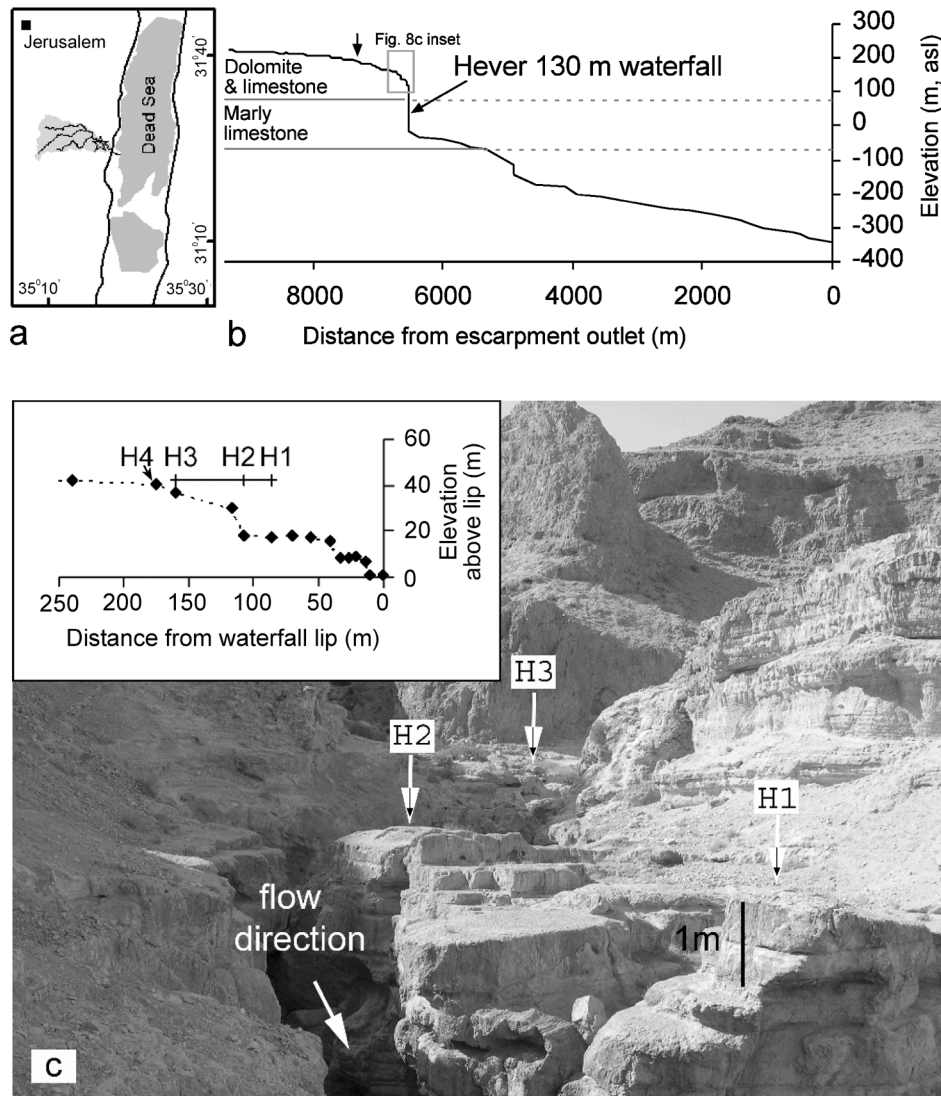 Jerusalem
Dead Sea
31°40'
31°10'
35°10'
35°30'
a
Fig. 8c inset
Dolomite
& limestone
Marly
limestone
Hever 130 m waterfall
300
200
100
0
-100
-200
-300
-400
Elevation (m, asl)
8000 6000 4000 2000 0
Distance from escarpment outlet (m)
b
H4 H3 H2 H1
60
40
20
0
Elevation
above lip (m)
250 200 150 100 50 0
Distance from waterfall lip (m)
H3
H2
H1
flow
direction
1m
c